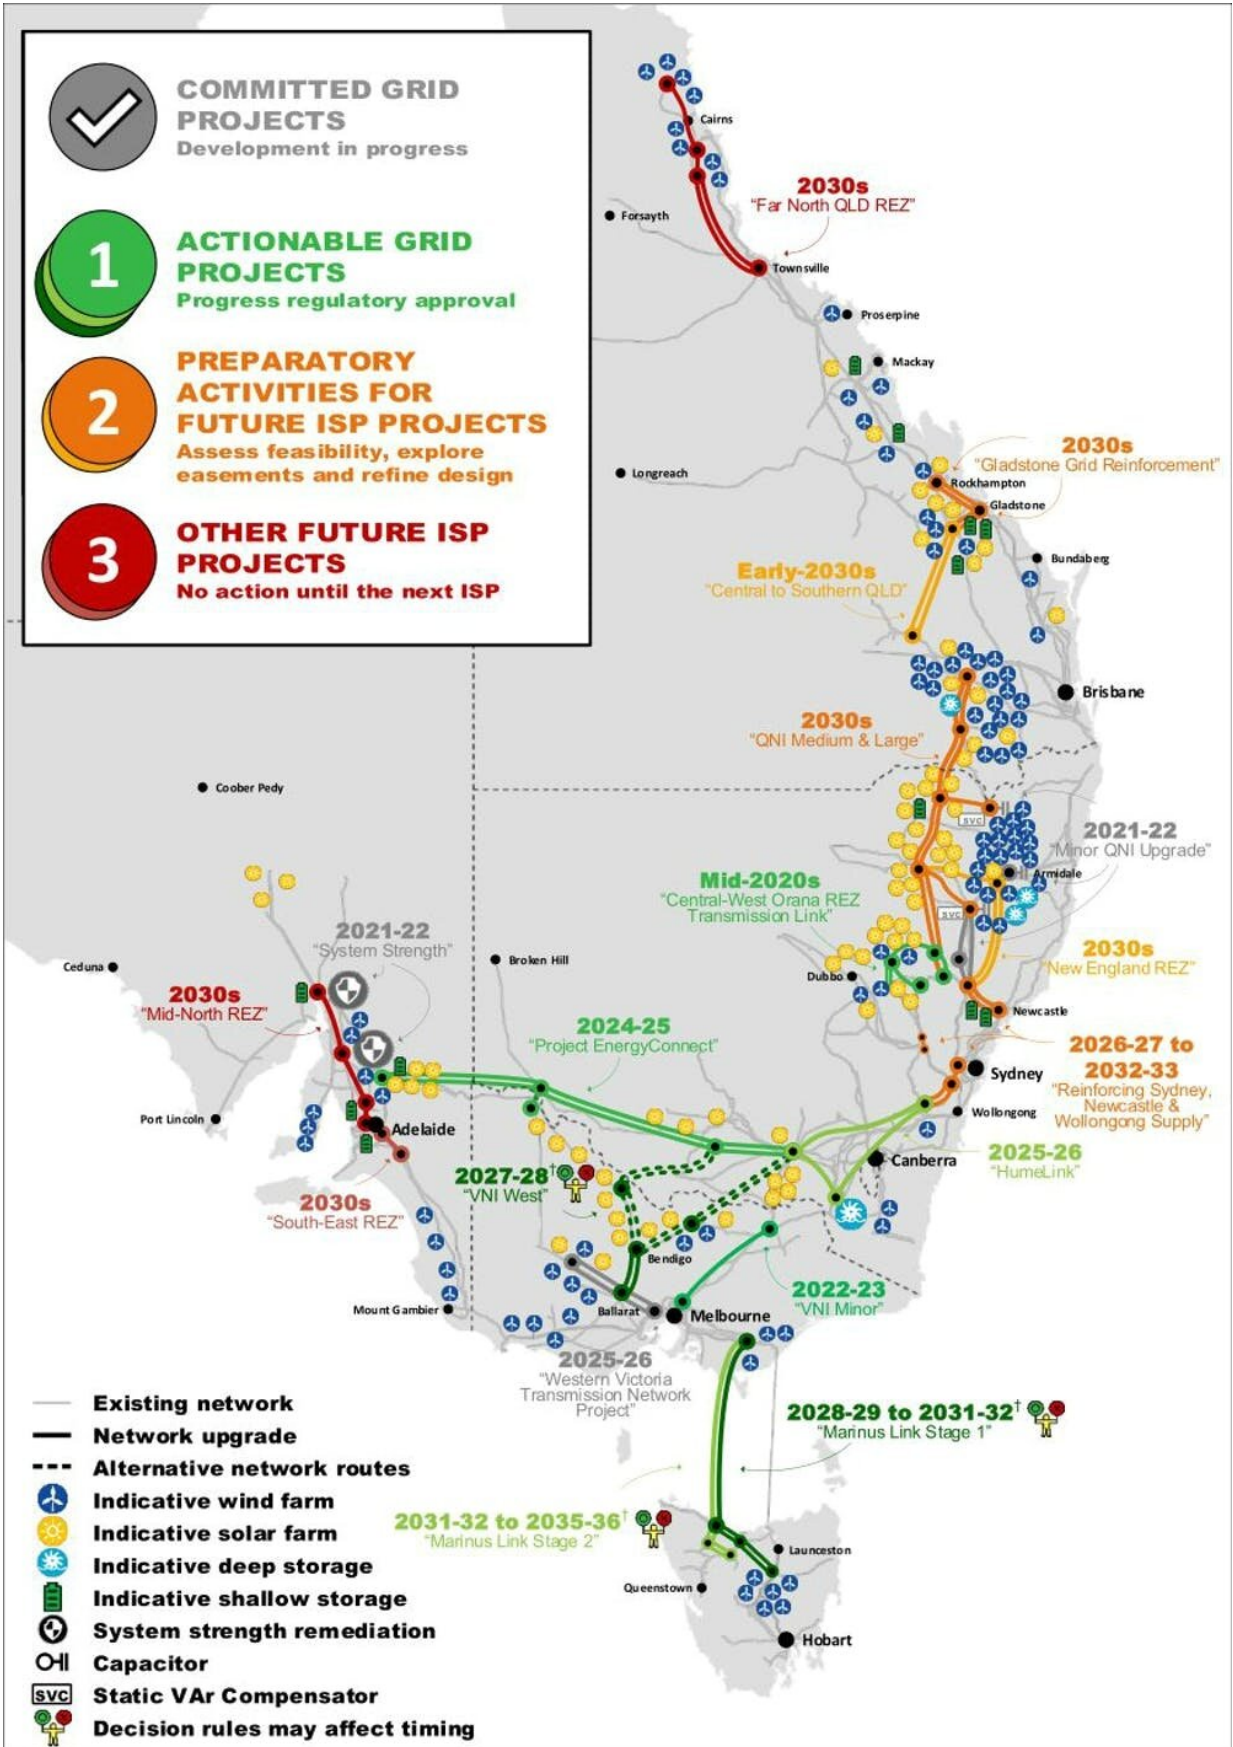 COMMITTED GRID
PROJECTS
Development in progress
1
ACTIONABLE GRID
PROJECTS
Progress regulatory approval
2
PREPARATORY
ACTIVITIES FOR
FUTURE ISP PROJECTS
Assess feasibility, explore
easements and refine design
3
OTHER FUTURE ISP
PROJECTS
No action until the next ISP
Cairns
2030s
“Far North QLD REZ”
Forsayth
Townsville
Proserpine
Mackay
2030s
“Gladstone Grid Reinforcement”
Longreach
Rockhampton
Gladstone
Bundaberg
Early-2030s
“Central to Southern QLD”
Brisbane
2030s
“QNI Medium & Large”
Coober Pedy
SVC
2021-22
“Minor QNI Upgrade”
Armidale
Mid-2020s
“Central-West Orana REZ
Transmission Link”
SVC
2021-22
“System Strength”
Broken Hill
2030s
“New England REZ”
Ceduna
Dubbo
2030s
“Mid-North REZ”
Newcastle
2024-25
“Project EnergyConnect”
2026-27 to
2032-33
“Reinforcing Sydney,
Newcastle &
Wollongong Supply”
Sydney
Wollongong
Port Lincoln
Adelaide
2025-26
“HumeLink”
Canberra
2027-28†
“VNI West”
2030s
“South-East REZ”
Bendigo
2022-23
“VNI Minor”
Mount Gambier
Ballarat
Melbourne
2025-26
“Western Victoria
Transmission Network
Project”
2028-29 to 2031-32†
“Marinus Link Stage 1”
2031-32 to 2035-36†
“Marinus Link Stage 2”
Launceston
Queenstown
Hobart
Existing network
Network upgrade
Alternative network routes
Indicative wind farm
Indicative solar farm
Indicative deep storage
Indicative shallow storage
System strength remediation
Capacitor
SVC Static VAr Compensator
Decision rules may affect timing